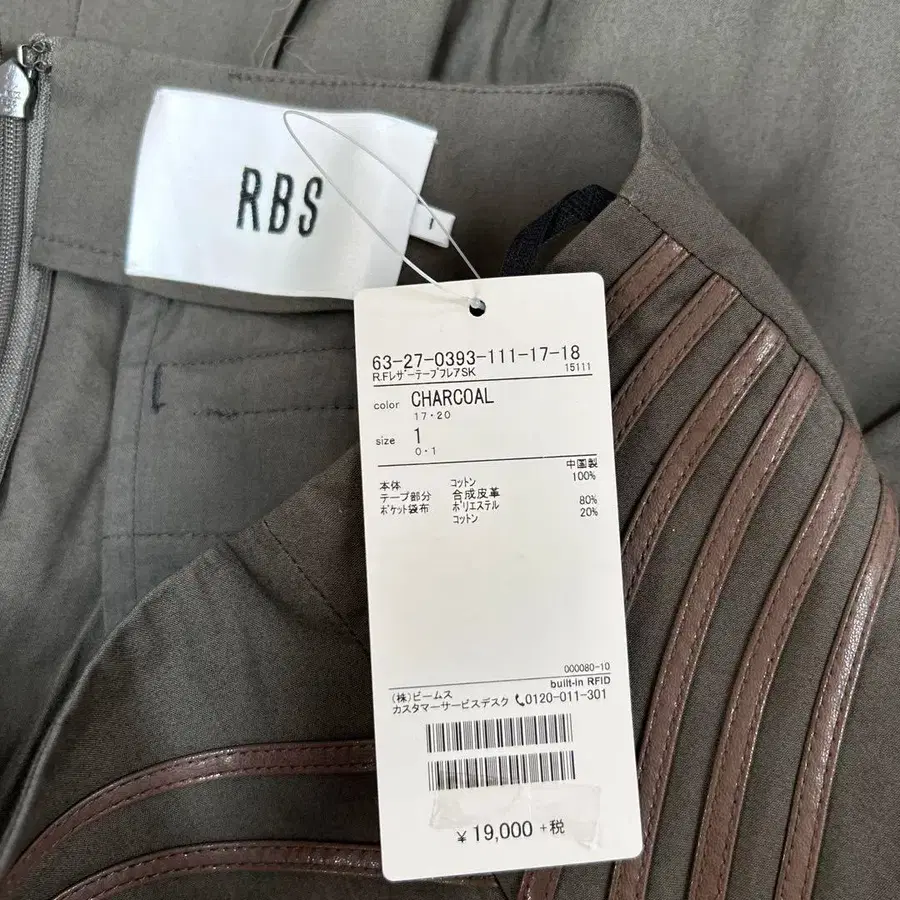 RBS
1
63-27-0393-111-17-18
R.FレザーテープフレアSK 15111
color CHARCOAL
17・20
size 1
0・1
中国製
本体 コットン 100%
テープ部分 合成皮革
ポケット袋布 ポリエステル 80%
コットン 20%
000080-10
built-in RFID
(株)ビームス
カスタマーサービスデスク 0120-011-301
¥19,000 +税